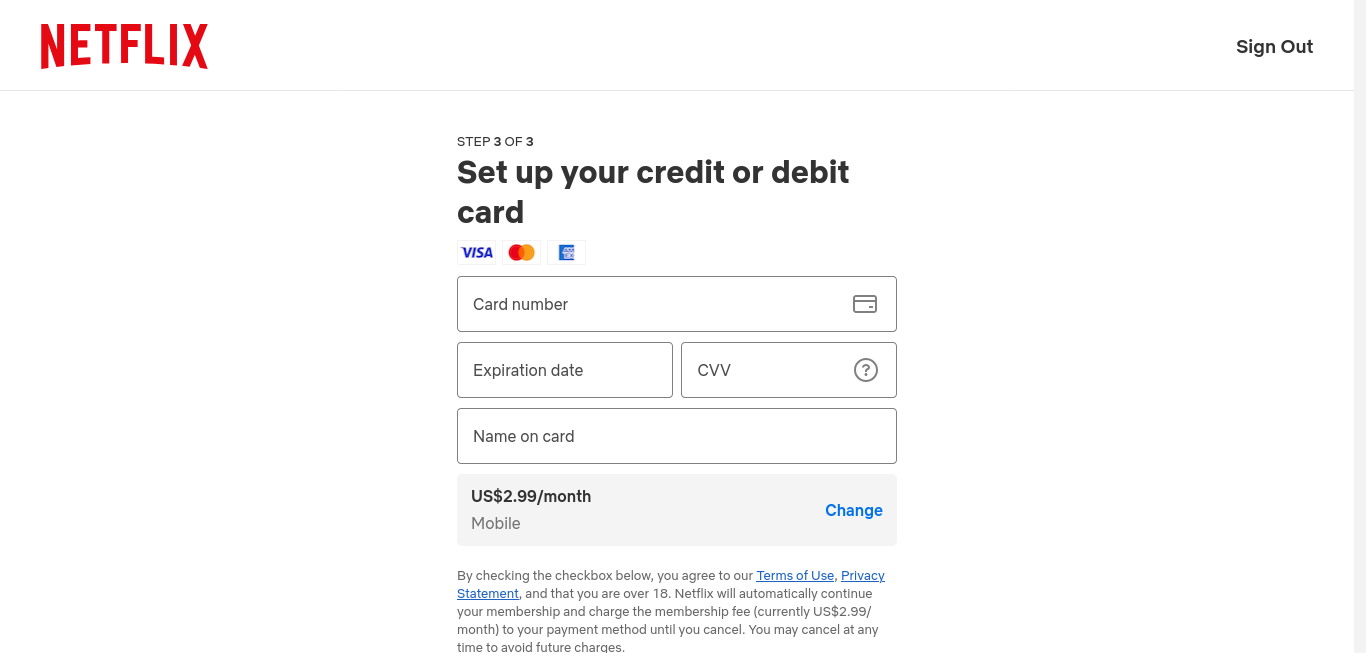 NETFLIX
Sign Out
STEP 3 OF 3
Set up your credit or debit
card
VISA
Card number
Expiration date
CVV
?
Name on card
US$2.99/month
Mobile
Change
By checking the checkbox below, you agree to our Terms of Use, Privacy
Statement, and that you are over 18. Netflix will automatically continue
your membership and charge the membership fee (currently US$2.99/
month) to your payment method until you cancel. You may cancel at any
time to avoid future charges.